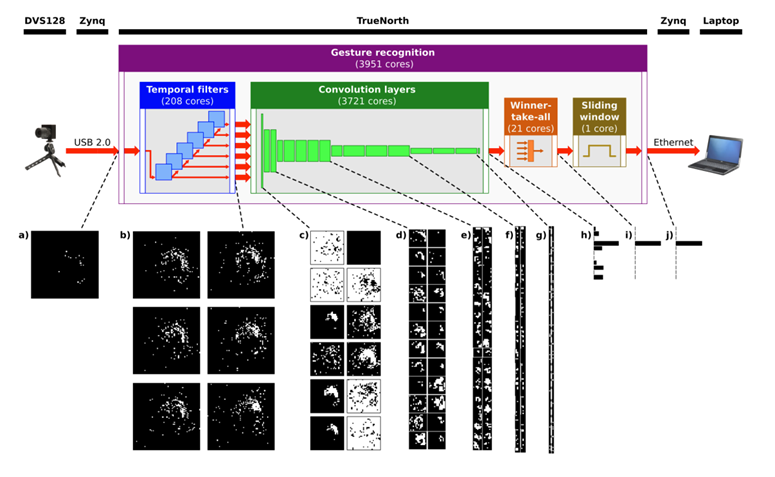 DVS128 Zynq TrueNorth Zynq Laptop
Gesture recognition
(3951 cores)
Temporal filters
(208 cores)
Convolution layers
(3721 cores)
Winner-
take-all
(21 cores)
Sliding
window
(1 core)
USB 2.0
Ethernet
a) b) c) d) e) f) g) h) i) j)